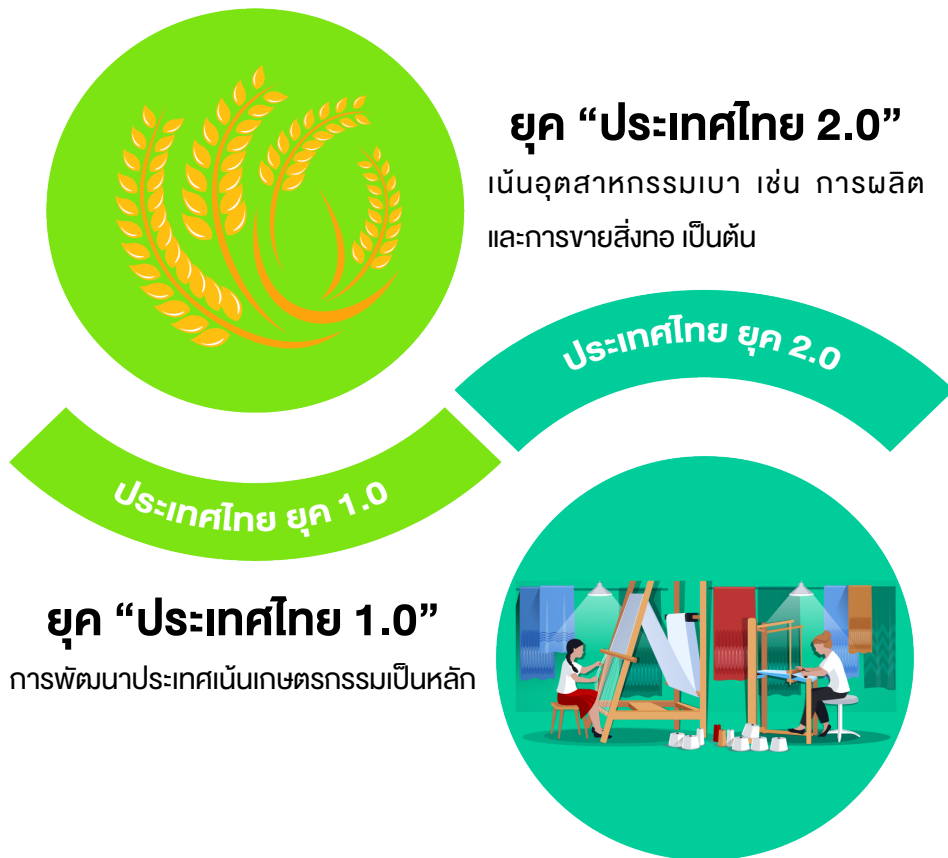 ยุค “ประเทศไทย 2.0”
เน้นอุตสาหกรรมเบา เช่น การผลิต
และการขายสิ่งทอ เป็นต้น
ประเทศไทย ยุค 2.0
ประเทศไทย ยุค 1.0
ยุค “ประเทศไทย 1.0”
การพัฒนาประเทศเน้นเกษตรกรรมเป็นหลัก